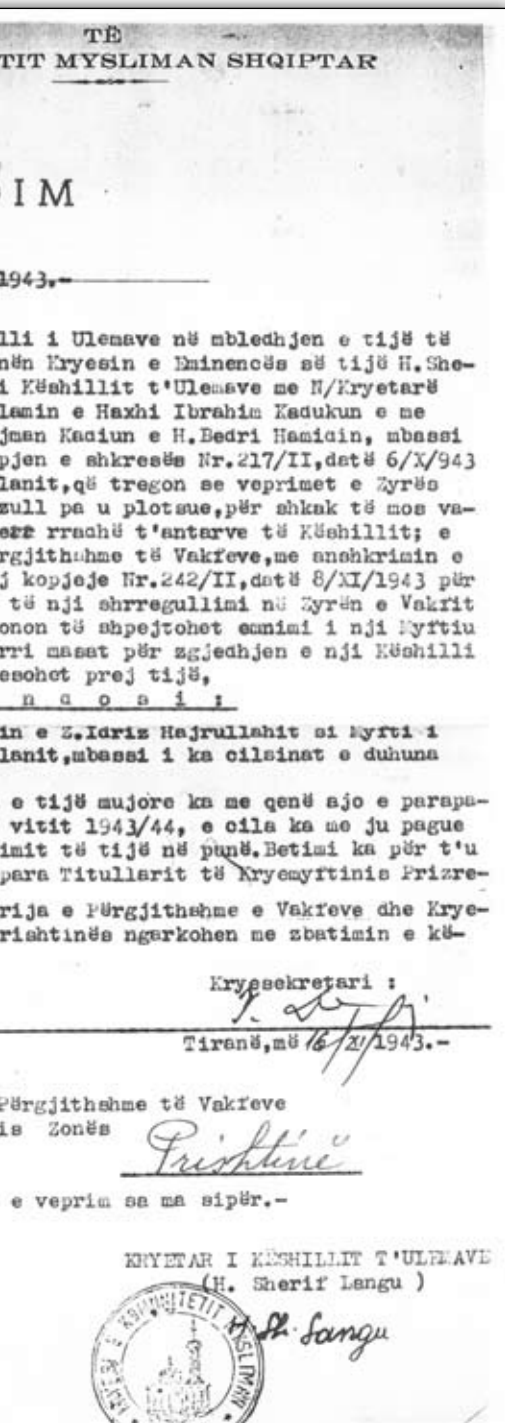 TË
TIT MYSLIMAN SHQIPTAR
IM
1943.-
lli i Ulemave në mbledhjen e tijë të
nën Kryesin e Eminencës së tijë H.She-
i Këshillit t'Ulemave me N/Kryetarë
lamin e Haxhi Ibrahim Kadukun e me
jman Kadiun e H.Bedri Hamidin, mbassi
pjen e shkresës Nr.217/II,datë 6/X/943
lanit,që tregon se veprimet e Zyrës
zull pa u plotsue,për shkak të mos va-
rradhë t'antarve të Këshillit; e
rgjithshme të Vakfeve,me anshkrimin e
j kopjeje Nr.242/II,datë 8/XI/1943 për
të nji shrregullimi në Zyrën e Vakfit
onon të shpejtohet emnimi i nji Myftiu
rri masat për zgjedhjen e nji Këshilli
esohet prej tijë,
n d o s i :
in e Z.Idriz Hajrullahit si Myfti i
lanit,mbassi i ka cilsinat e duhuna
e tijë mujore ka me qenë ajo e parapa-
vitit 1943/44, e cila ka me ju pague
imit të tijë në punë.Betimi ka për t'u
para Titullarit të Kryemyftinis Prizre-
rija e Përgjithshme e Vakfeve dhe Krye-
rishtinës ngarkohen me zbatimin e kë-
Kryesekretari :
Tiranë,më 16/XI/1943.-
Përgjithshme të Vakfeve
is Zonës
Prishtinë
e veprim sa ma sipër.-
KRYETAR I KËSHILLIT T'ULEMAVE
(H. Sherif Langu )
H. Sh. Langu